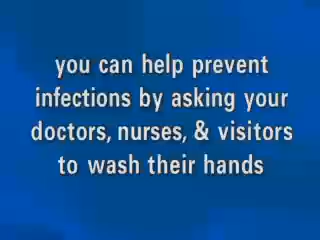 you can help prevent
infections by asking your
doctors, nurses, & visitors
to wash their hands